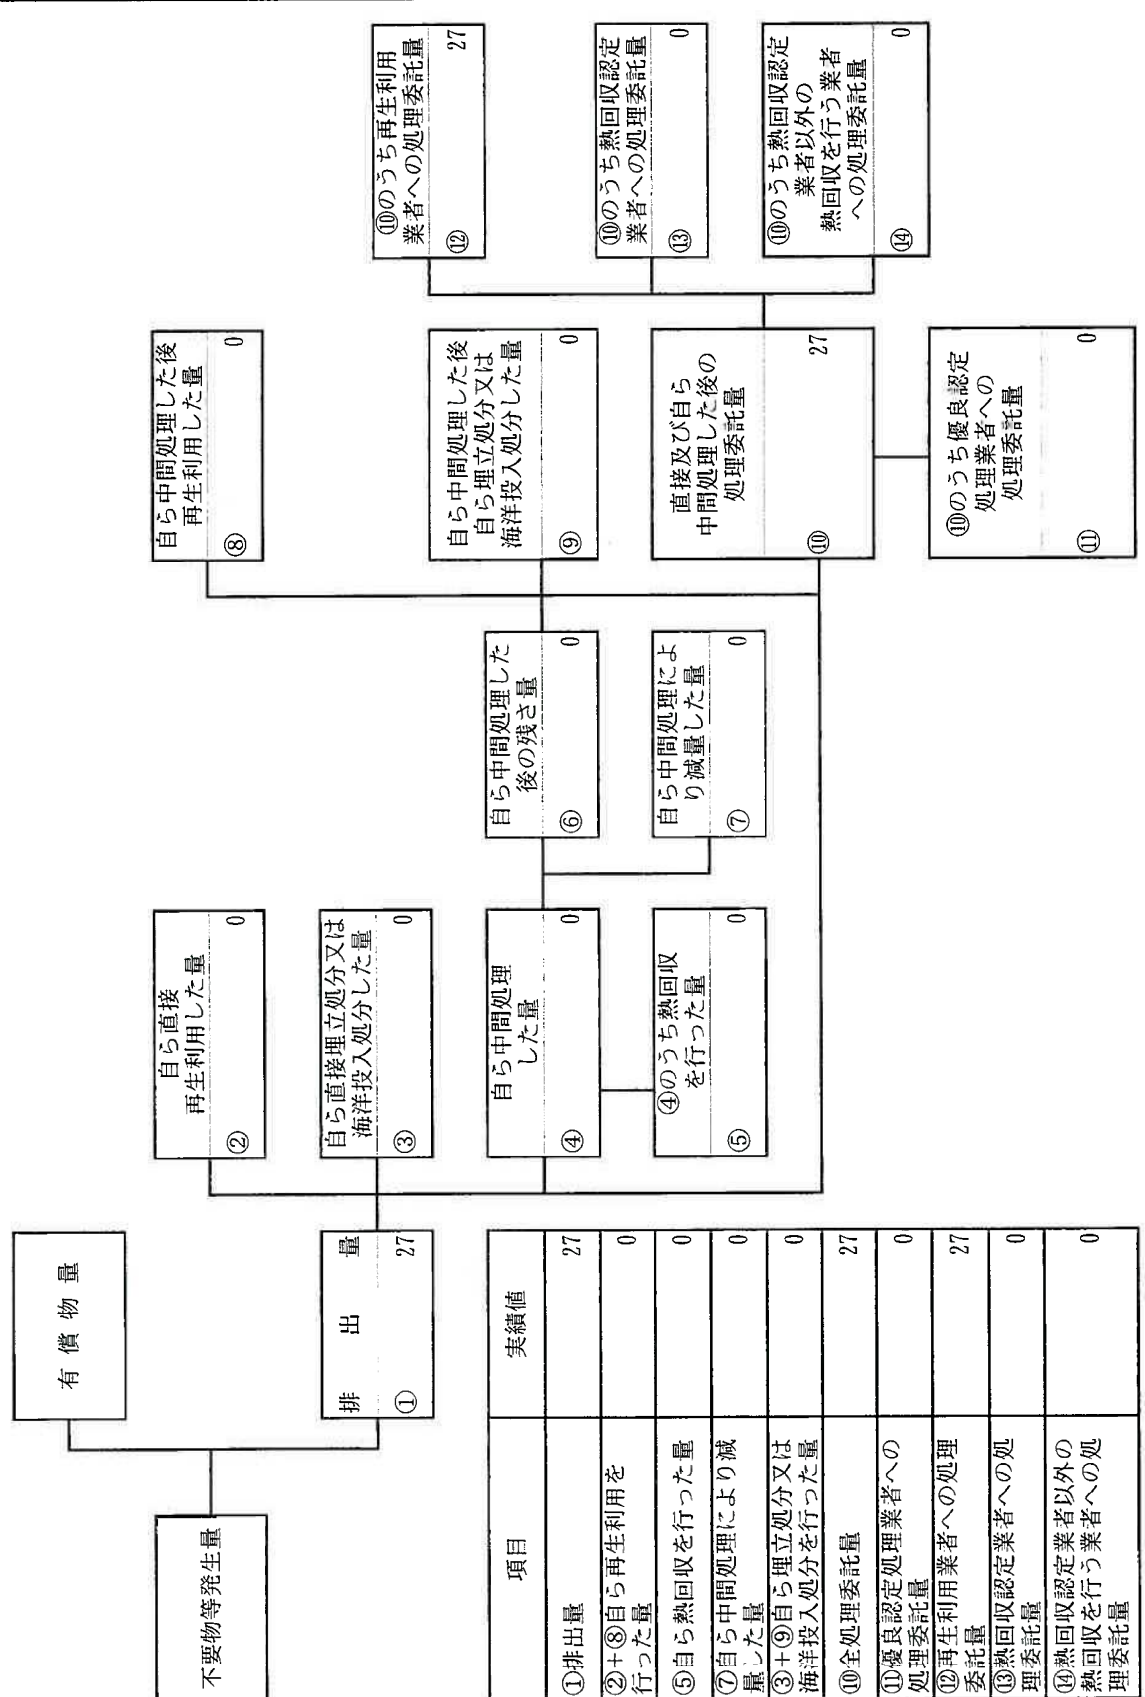 不要物等発生量
有償物量
排出量
① 27
自ら直接
再生利用した量
② 0
自ら直接埋立処分又は
海洋投入処分した量
③ 0
自ら中間処理
した量
④ 0
④のうち熱回収
を行った量
⑤ 0
自ら中間処理した
後の残さ量
⑥ 0
自ら中間処理によ
り減量した量
⑦ 0
自ら中間処理した後
再生利用した量
⑧ 0
自ら中間処理した後
自ら埋立処分又は
海洋投入処分した量
⑨ 0
直接及び自ら
中間処理した後の
処理委託量
⑩ 27
⑩のうち優良認定
処理業者への
処理委託量
⑪ 0
⑩のうち再生利用
業者への処理委託量
⑫ 27
⑩のうち熱回収認定
業者への処理委託量
⑬ 0
⑩のうち熱回収認定
業者以外の
熱回収を行う業者
への処理委託量
⑭ 0
項目 実績値
①排出量 27
②+⑧自ら再生利用を
行った量 0
⑤自ら熱回収を行った量 0
⑦自ら中間処理により減
量した量 0
③+⑨自ら埋立処分又は
海洋投入処分を行った量 0
⑩全処理委託量 27
⑪優良認定処理業者への
処理委託量 0
⑫再生利用業者への処理
委託量 27
⑬熱回収認定業者への処
理委託量 0
⑭熱回収認定業者以外の
熱回収を行う業者への処
理委託量 0